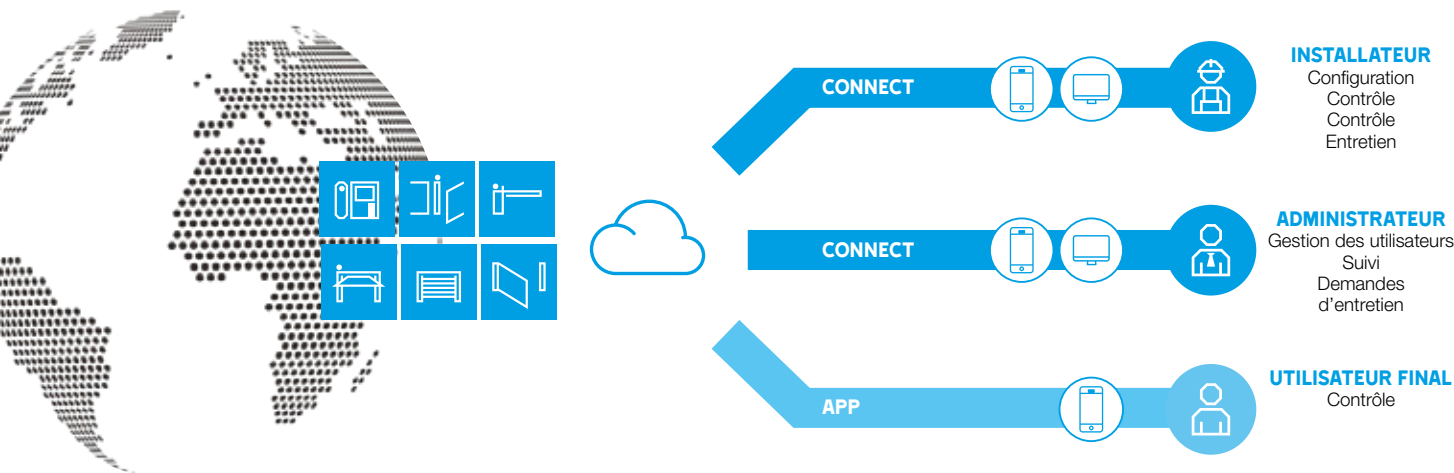 CONNECT
INSTALLATEUR
Configuration
Contrôle
Contrôle
Entretien
CONNECT
ADMINISTRATEUR
Gestion des utilisateurs
Suivi
Demandes
d'entretien
APP
UTILISATEUR FINAL
Contrôle